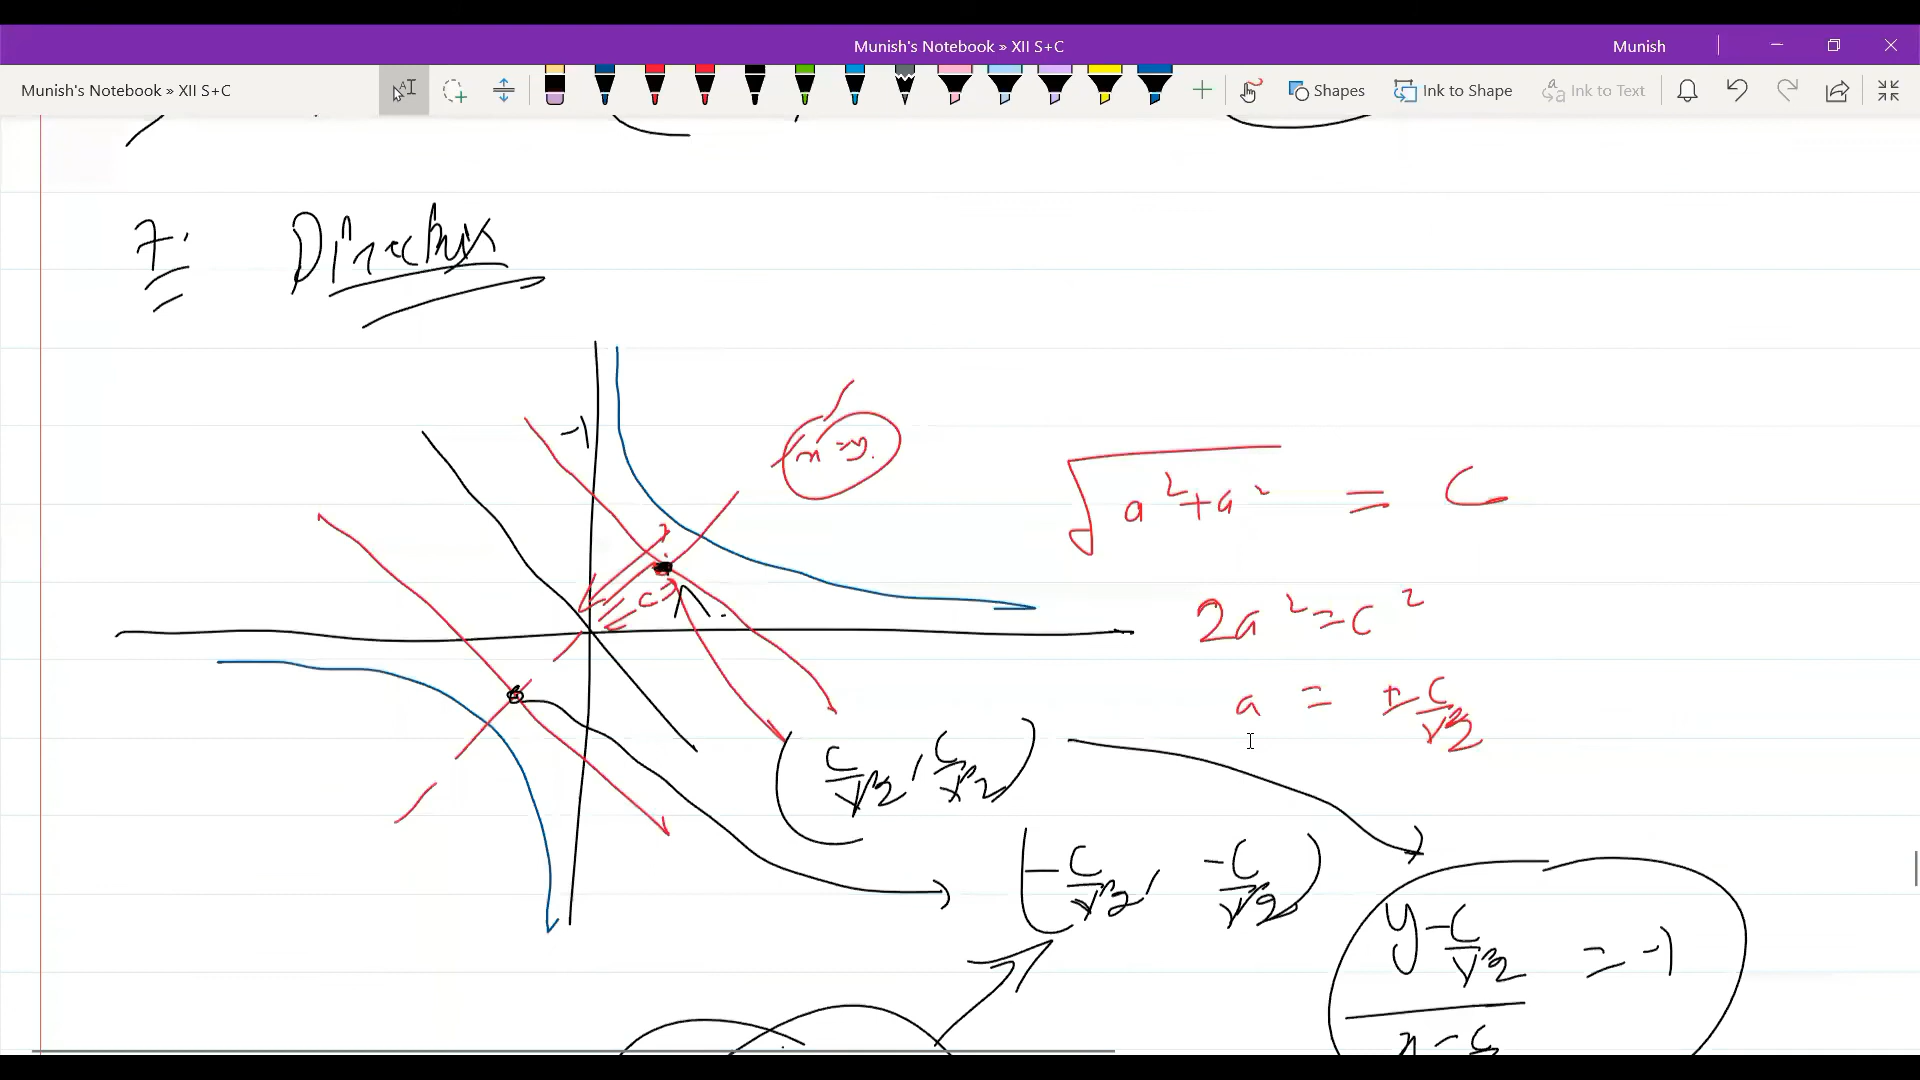 Munish's Notebook » XII S+C
Munish
Munish's Notebook » XII S+C
Shapes
Ink to Shape
Ink to Text
7. Directrix
-1
x=y.
√(a²+a²) = C
C
2a²=c²
a = ± C/√2
(C/√2, C/√2)
(-C/√2, -C/√2)
y - C/√2
= -1
x - C